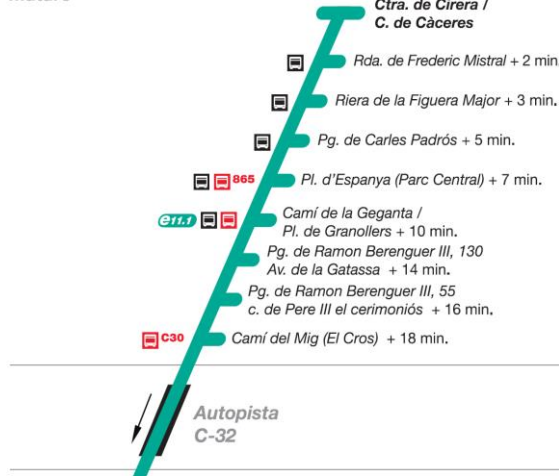 Ctra. de Cirera /
C. de Càceres
Rda. de Frederic Mistral + 2 min.
Riera de la Figuera Major + 3 min.
Pg. de Carles Padrós + 5 min.
865 Pl. d'Espanya (Parc Central) + 7 min.
e11.1 Camí de la Geganta /
Pl. de Granollers + 10 min.
Pg. de Ramon Berenguer III, 130
Av. de la Gatassa + 14 min.
Pg. de Ramon Berenguer III, 55
c. de Pere III el cerimoniós + 16 min.
C30 Camí del Mig (El Cros) + 18 min.
Autopista
C-32